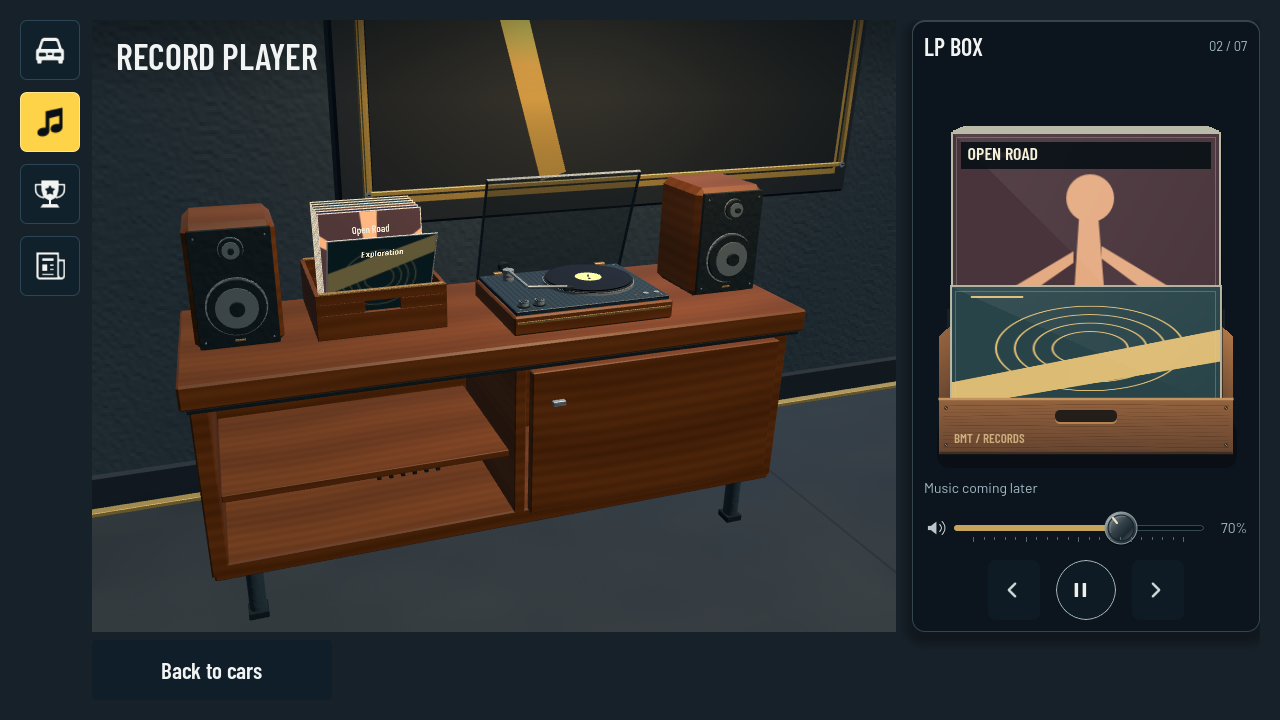 RECORD PLAYER
Open Road
Exploration
LP BOX
02 / 07
OPEN ROAD
BMT / RECORDS
Music coming later
70%
Back to cars